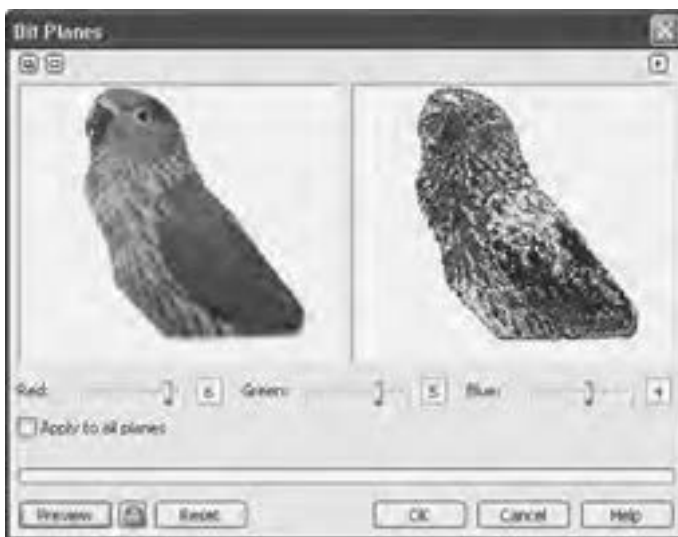 Bit Planes
Red: 6 Green: 5 Blue: 4
Apply to all planes
Preview Reset OK Cancel Help